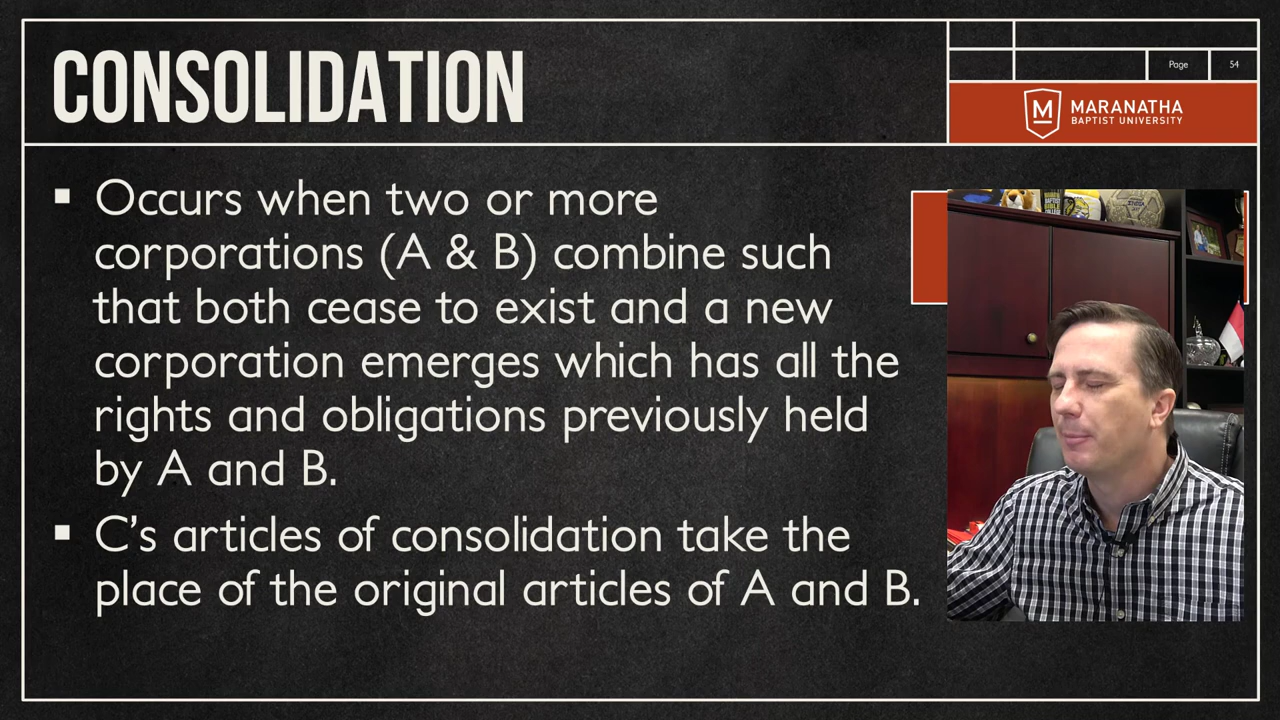 CONSOLIDATION
Page 54
M MARANATHA
BAPTIST UNIVERSITY
▪ Occurs when two or more
corporations (A & B) combine such
that both cease to exist and a new
corporation emerges which has all the
rights and obligations previously held
by A and B.
▪ C’s articles of consolidation take the
place of the original articles of A and B.